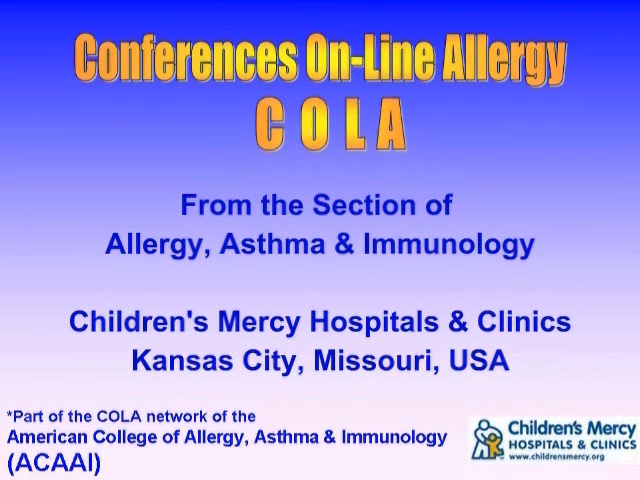 Conferences On-Line Allergy
C O L A
From the Section of
Allergy, Asthma & Immunology
Children's Mercy Hospitals & Clinics
Kansas City, Missouri, USA
*Part of the COLA network of the
American College of Allergy, Asthma & Immunology
(ACAAI)
Children's Mercy
HOSPITALS & CLINICS
www.childrensmercy.org